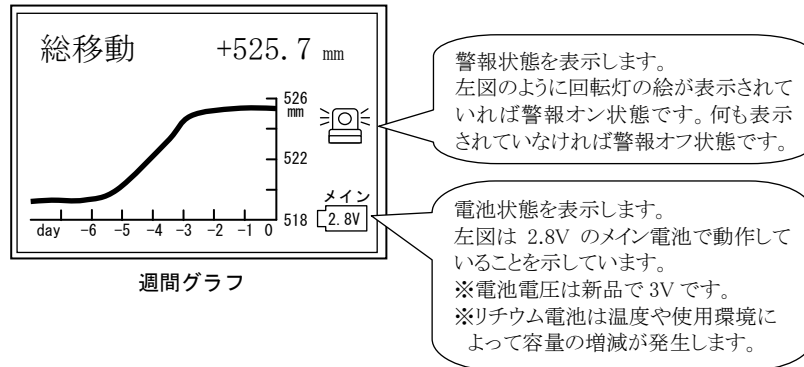 総移動 +525.7 mm
526
mm
522
518
day -6 -5 -4 -3 -2 -1 0
メイン
2.8V
週間グラフ
警報状態を表示します。
左図のように回転灯の絵が表示されて
いれば警報オン状態です。何も表示
されていなければ警報オフ状態です。
電池状態を表示します。
左図は 2.8V のメイン電池で動作して
いることを示しています。
※電池電圧は新品で 3V です。
※リチウム電池は温度や使用環境に
よって容量の増減が発生します。